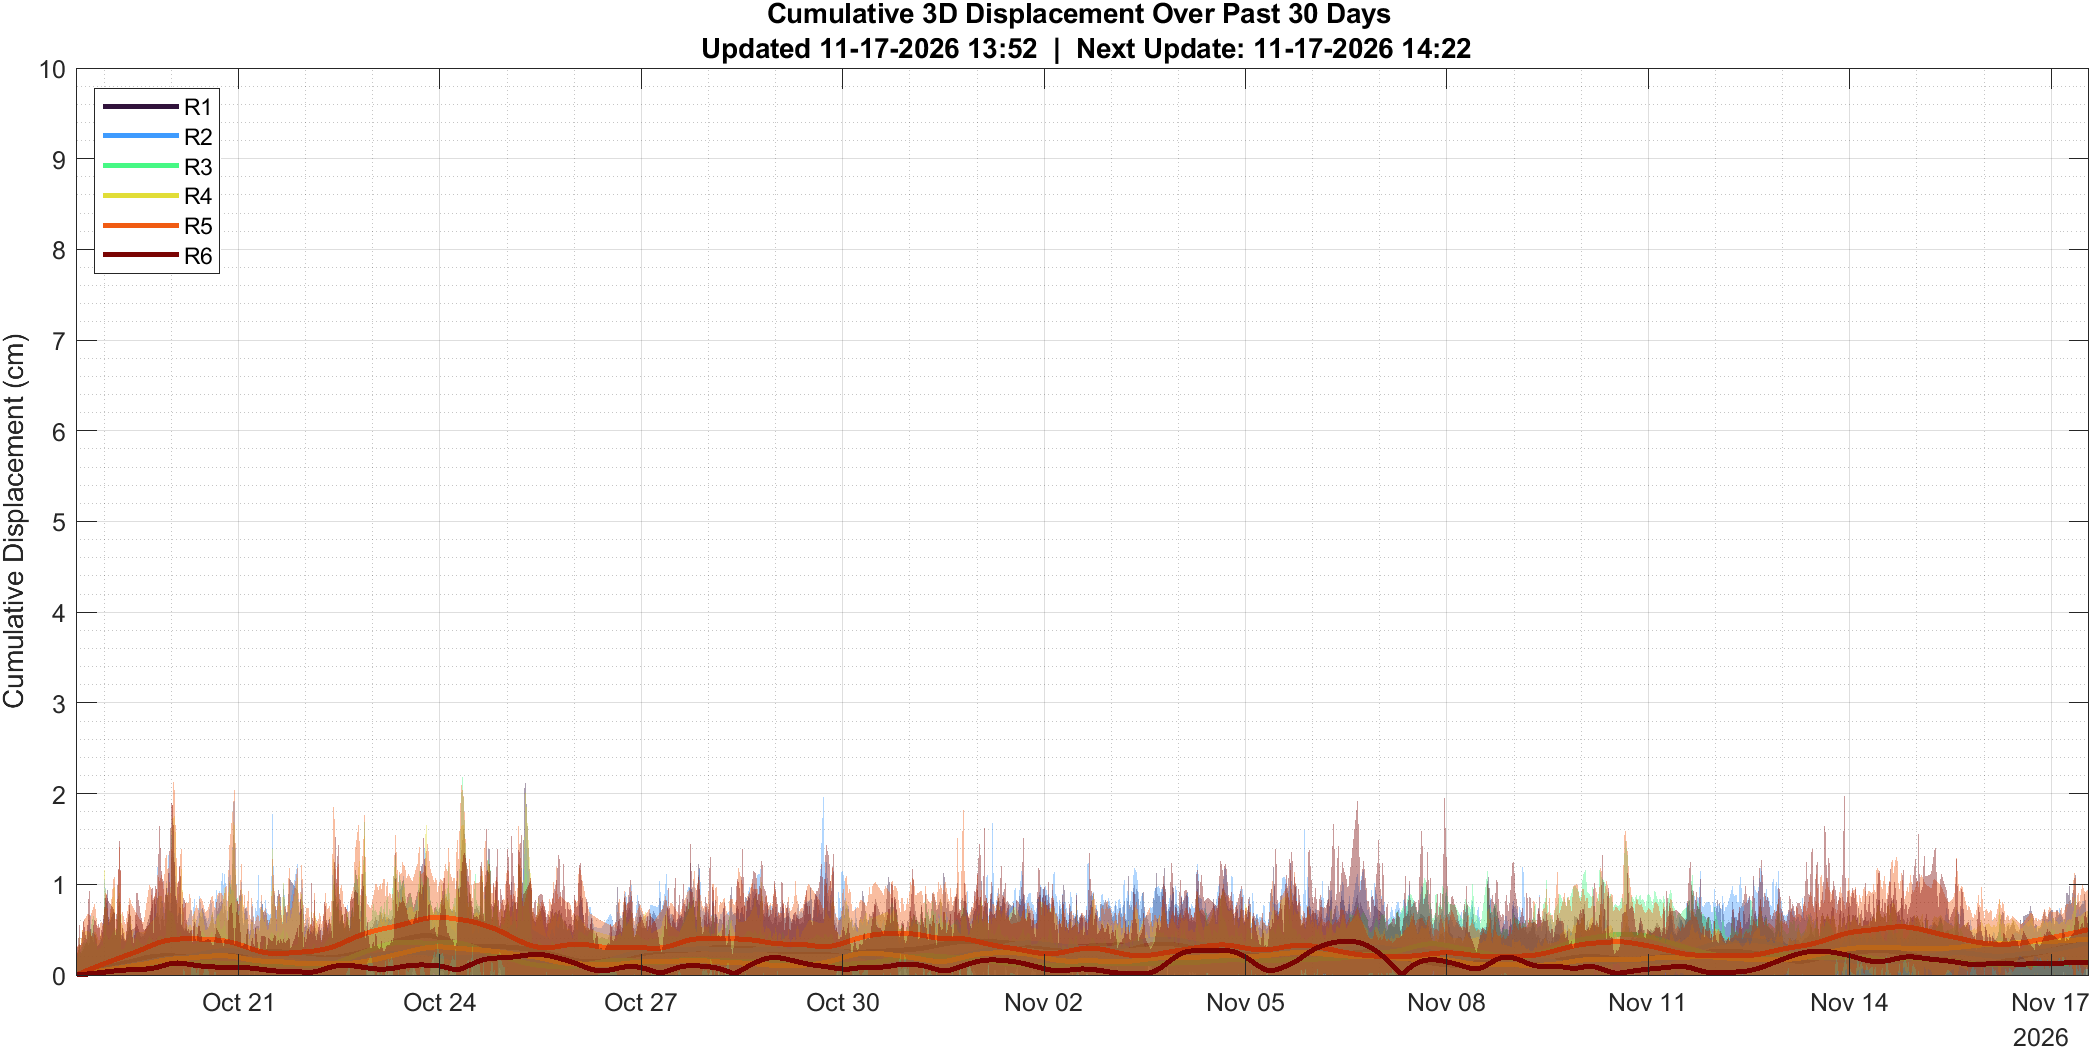 Cumulative 3D Displacement Over Past 30 Days
Updated 11-17-2026 13:52 | Next Update: 11-17-2026 14:22
Cumulative Displacement (cm)
10
9
8
7
6
5
4
3
2
1
0
R1
R2
R3
R4
R5
R6
Oct 21
Oct 24
Oct 27
Oct 30
Nov 02
Nov 05
Nov 08
Nov 11
Nov 14
Nov 17
2026